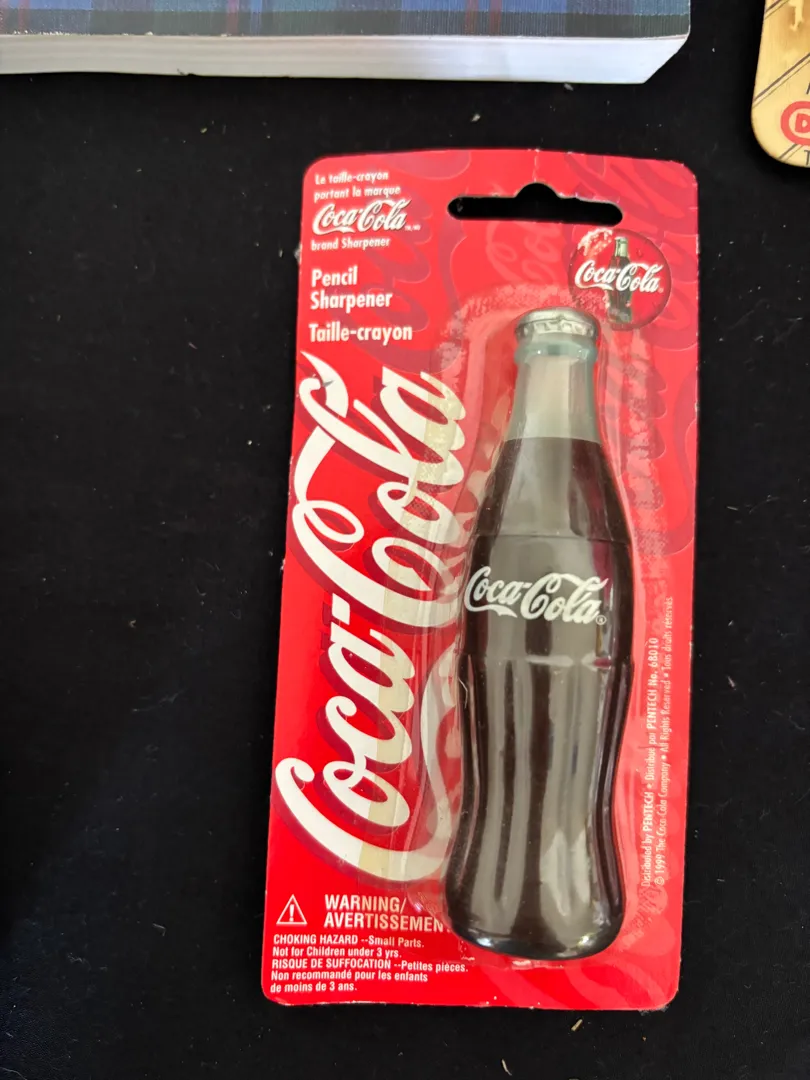 Le taille-crayon
portant la marque
Coca-Cola
brand Sharpener
Pencil
Sharpener
Taille-crayon
Coca-Cola
Coca-Cola
Coca-Cola
Distributed by PENTECH • Distribué par PENTECH No. 68010
© 1999 The Coca-Cola Company • All Rights Reserved • Tous droits réservés
WARNING/
AVERTISSEMEN
CHOKING HAZARD --Small Parts.
Not for Children under 3 yrs.
RISQUE DE SUFFOCATION --Petites pièces.
Non recommandé pour les enfants
de moins de 3 ans.